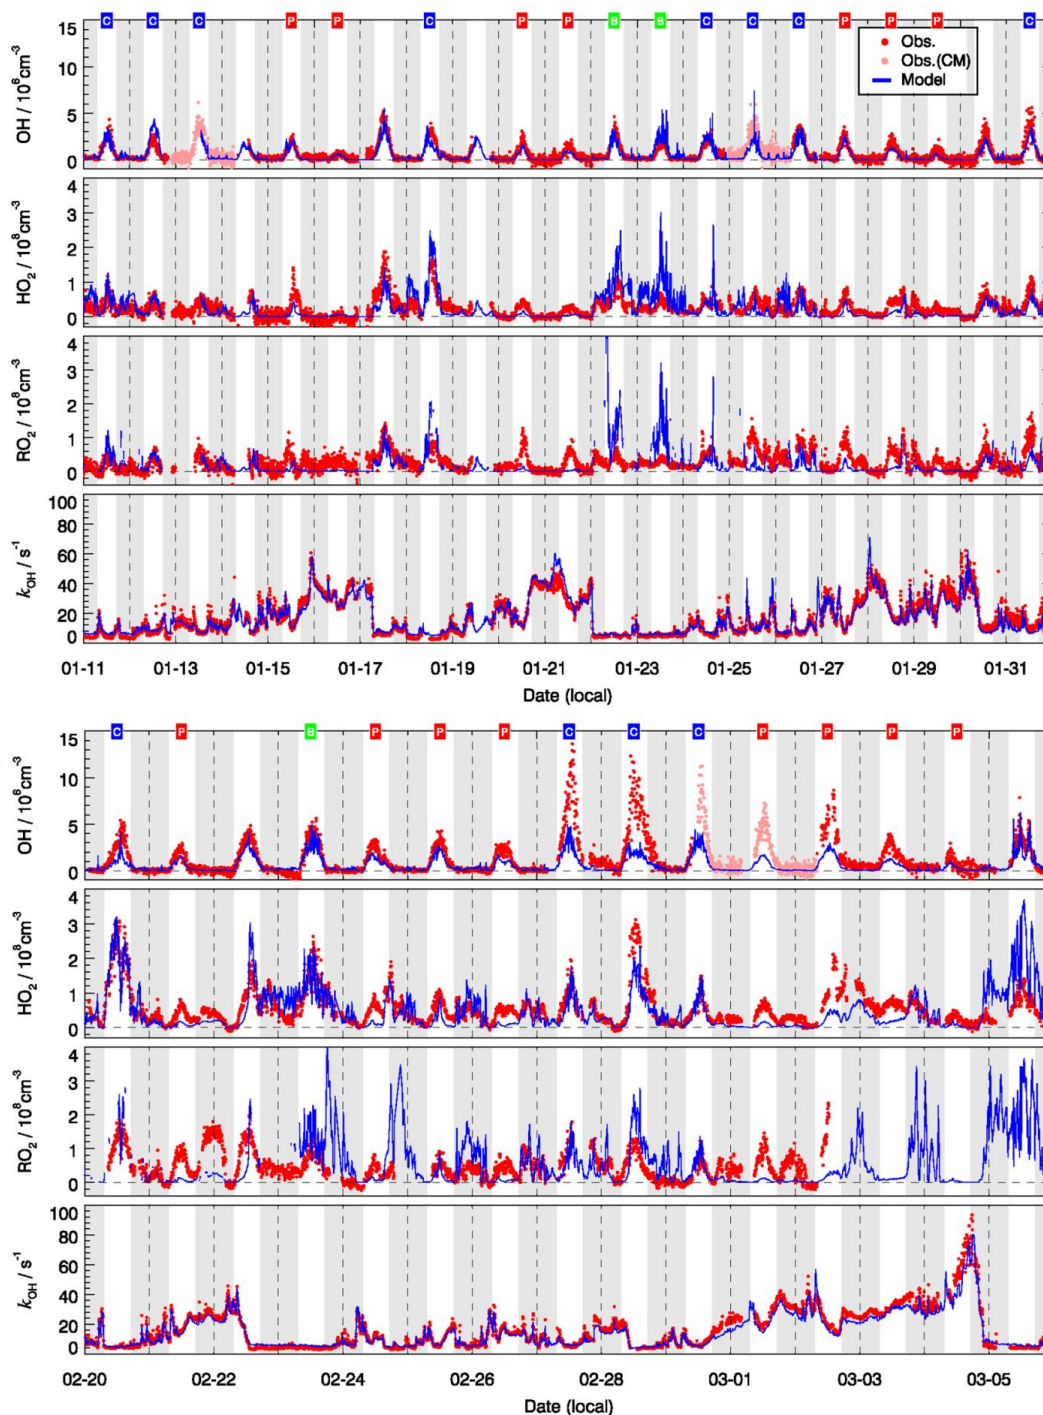 C C C P P C P P B B C C C P P P C
15
10
5
0
OH / 10⁶cm⁻³
Obs.
Obs.(CM)
Model
4
3
2
1
0
HO₂ / 10⁸cm⁻³
4
3
2
1
0
RO₂ / 10⁸cm⁻³
100
80
60
40
20
0
k_OH / s⁻¹
01-11 01-13 01-15 01-17 01-19 01-21 01-23 01-25 01-27 01-29 01-31
Date (local)
C P B P P P C C C P P P P
15
10
5
0
OH / 10⁶cm⁻³
4
3
2
1
0
HO₂ / 10⁸cm⁻³
4
3
2
1
0
RO₂ / 10⁸cm⁻³
100
80
60
40
20
0
k_OH / s⁻¹
02-20 02-22 02-24 02-26 02-28 03-01 03-03 03-05
Date (local)